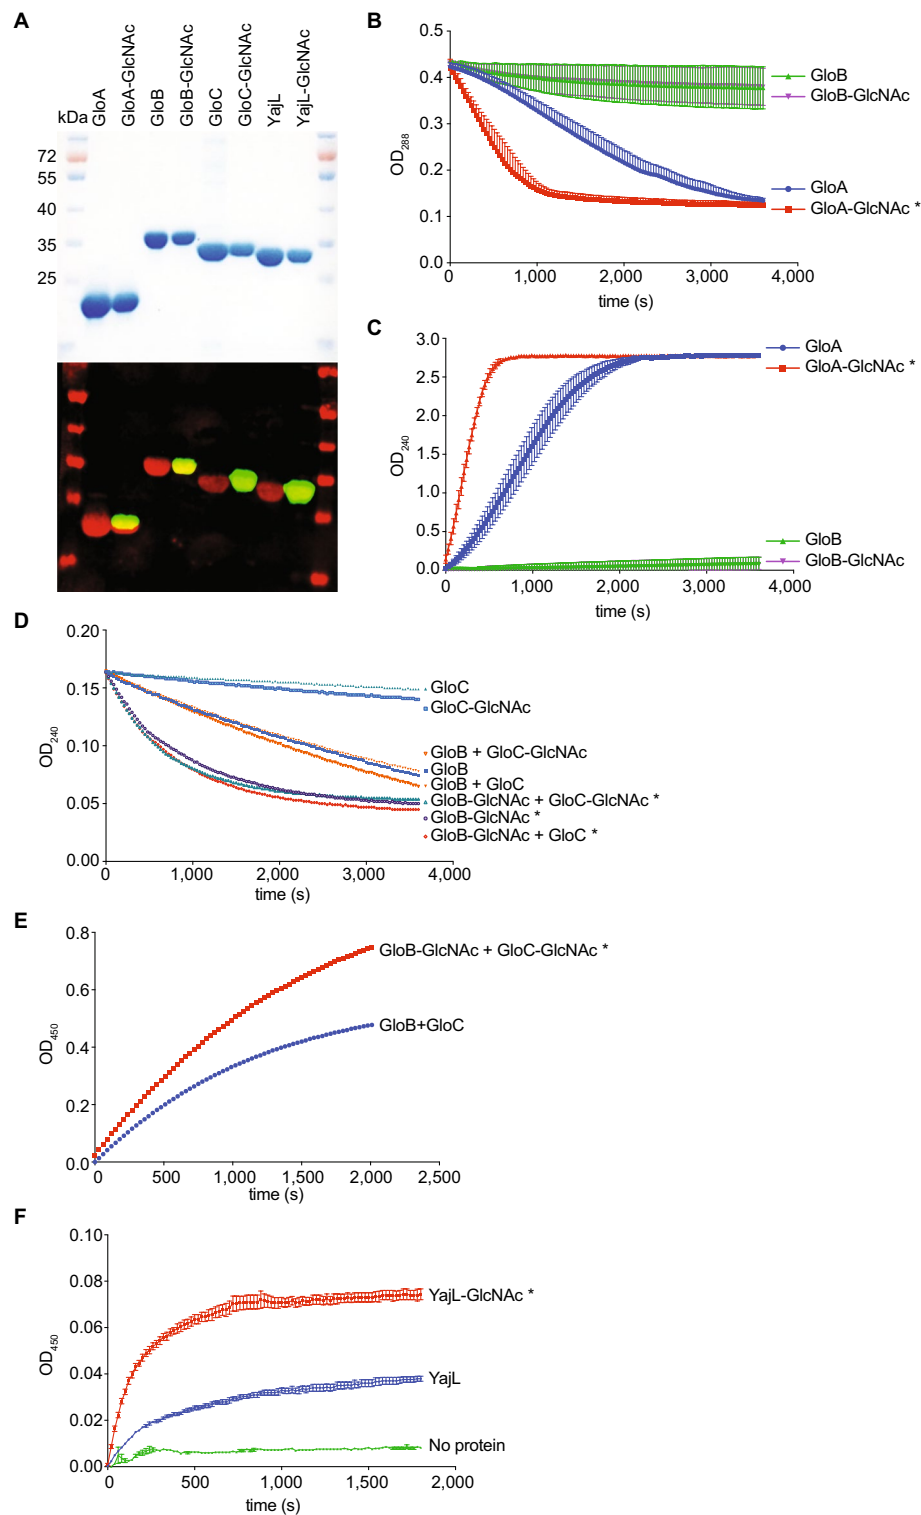 A
GloA
GloA-GlcNAc
GloB
GloB-GlcNAc
GloC
GloC-GlcNAc
YajL
YajL-GlcNAc
kDa
72
55
40
35
25
B
0.5
0.4
0.3
0.2
0.1
0.0
OD288
0 1,000 2,000 3,000 4,000
time (s)
GloB
GloB-GlcNAc
GloA
GloA-GlcNAc *
C
3.0
2.5
2.0
1.0
0.5
0.0
OD240
0 1,000 2,000 3,000 4,000
time (s)
GloA
GloA-GlcNAc *
GloB
GloB-GlcNAc
D
0.20
0.15
0.10
0.05
0.00
OD240
0 1,000 2,000 3,000 4,000
time (s)
GloC
GloC-GlcNAc
GloB + GloC-GlcNAc
GloB
GloB + GloC
GloB-GlcNAc + GloC-GlcNAc *
GloB-GlcNAc *
GloB-GlcNAc + GloC *
E
0.8
0.6
0.4
0.2
0.0
OD450
0 500 1,000 1,500 2,000 2,500
time (s)
GloB-GlcNAc + GloC-GlcNAc *
GloB+GloC
F
0.10
0.08
0.06
0.04
0.02
0.00
OD450
0 500 1,000 1,500 2,000
time (s)
YajL-GlcNAc *
YajL
No protein